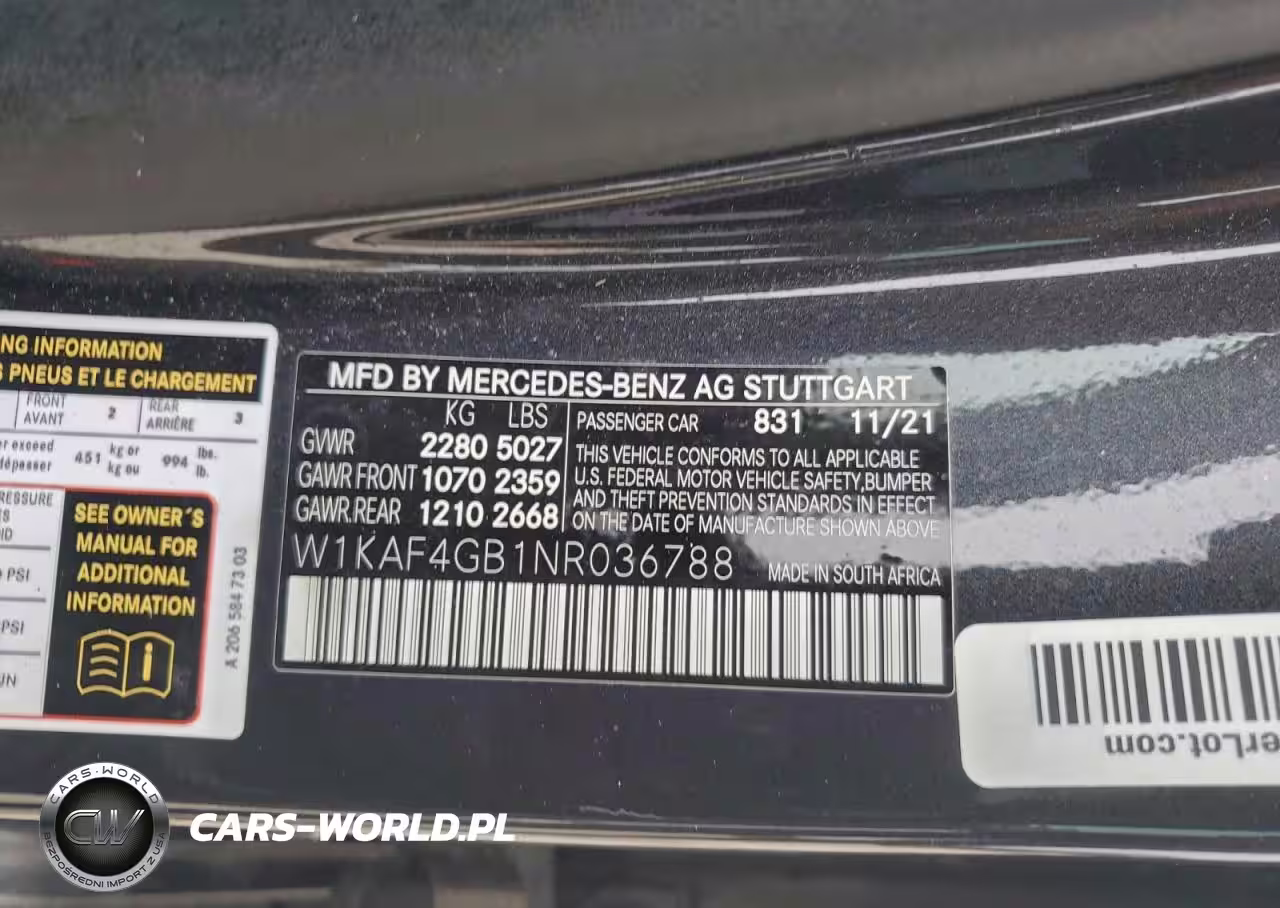 NG INFORMATION
S PNEUS ET LE CHARGEMENT
FRONT
AVANT
2
REAR
ARRIÈRE
3
er exceed
dépasser
451
kg or
kg ou
994
lbs.
lb.
RESSURE
ID
PSI
PSI
SEE OWNER´S
MANUAL FOR
ADDITIONAL
INFORMATION
A 206 584 73 03
MFD BY MERCEDES-BENZ AG STUTTGART
KG LBS
GVWR 2280 5027
GAWR FRONT 1070 2359
GAWR.REAR 1210 2668
PASSENGER CAR 831 11/21
THIS VEHICLE CONFORMS TO ALL APPLICABLE
U.S. FEDERAL MOTOR VEHICLE SAFETY,BUMPER
AND THEFT PREVENTION STANDARDS IN EFFECT
ON THE DATE OF MANUFACTURE SHOWN ABOVE
W1KAF4GB1NR036788 MADE IN SOUTH AFRICA
erLot.com
CARS-WORLD
CW
BEZPOŚREDNI IMPORT Z USA
CARS-WORLD.PL